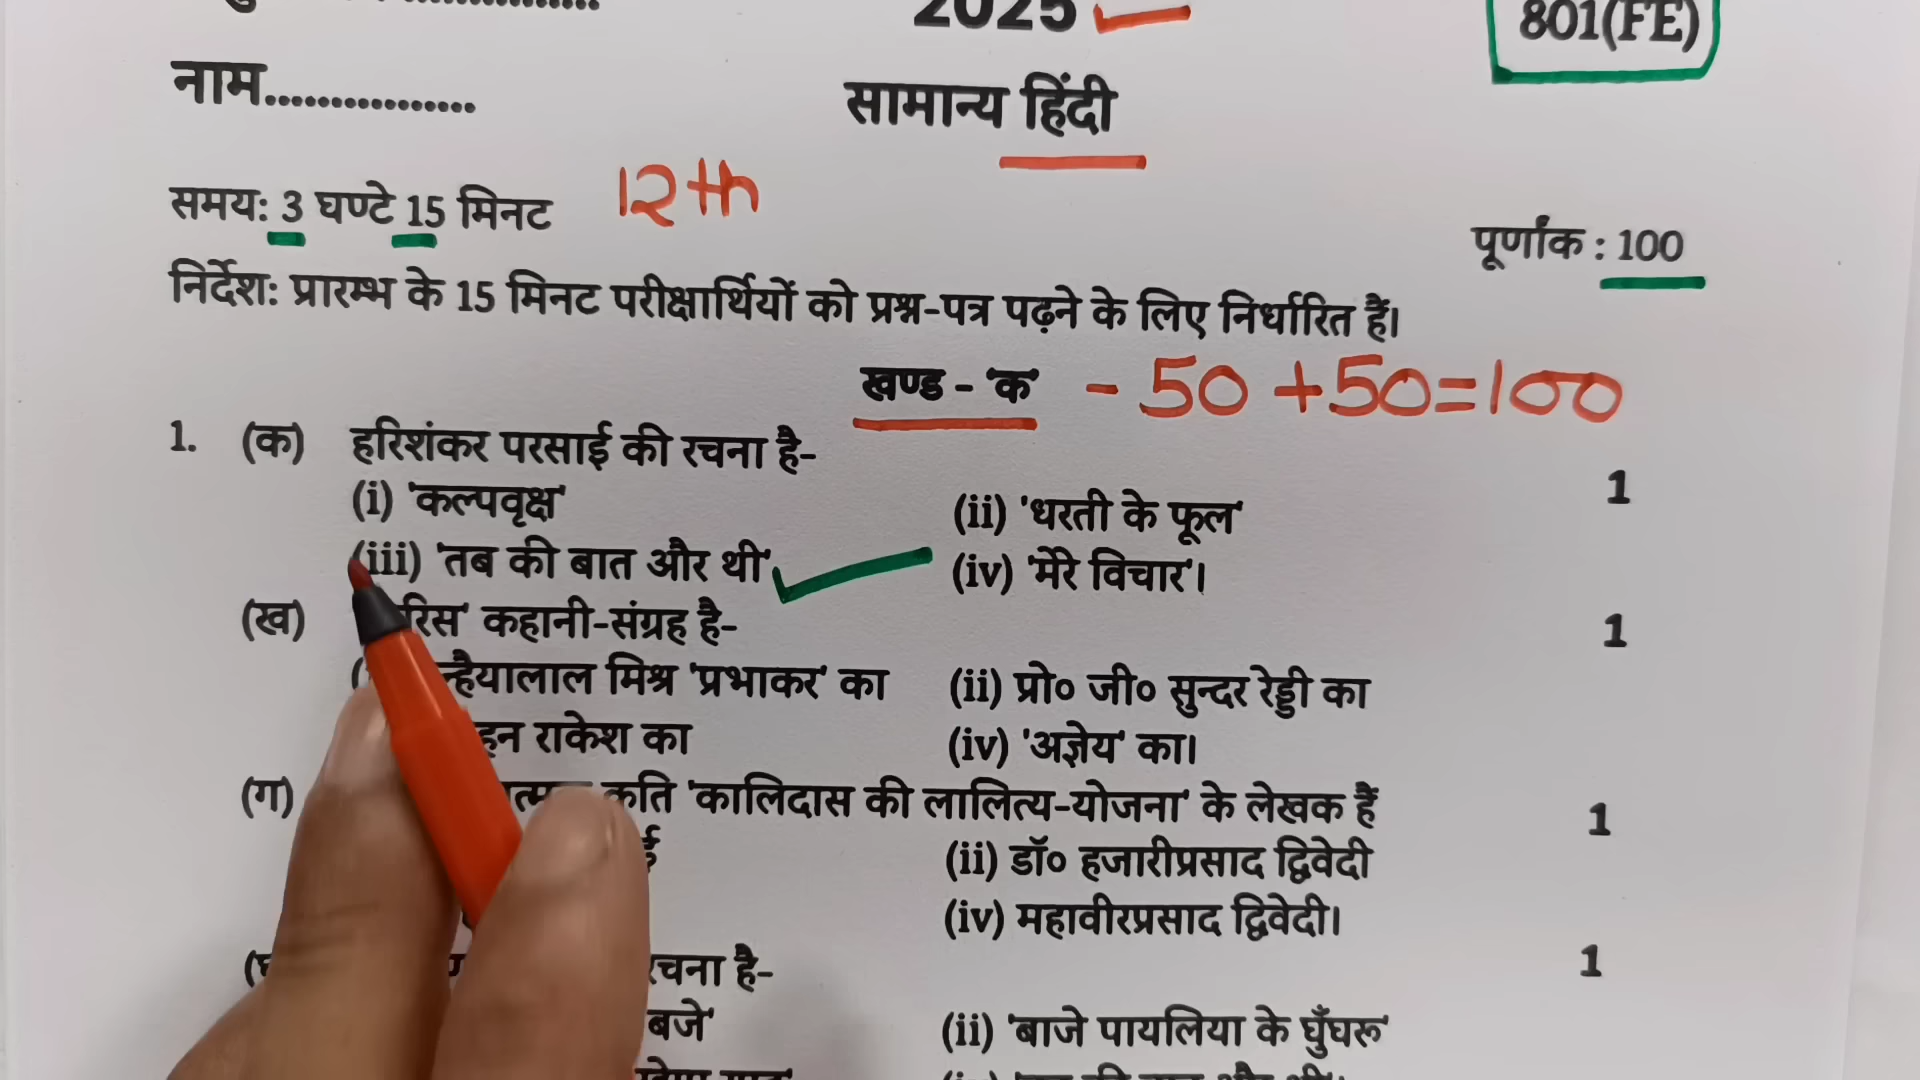 2025
801(FE)
नाम................
सामान्य हिंदी
समय: 3 घण्टे 15 मिनट 12th
पूर्णांक : 100
निर्देश: प्रारम्भ के 15 मिनट परीक्षार्थियों को प्रश्न-पत्र पढ़ने के लिए निर्धारित हैं।
खण्ड - 'क' - 50 + 50 = 100
1. (क) हरिशंकर परसाई की रचना है- 1
(i) 'कल्पवृक्ष' (ii) 'धरती के फूल'
(iii) 'तब की बात और थी' (iv) 'मेरे विचार'।
(ख) कहानी-संग्रह है- 1
मिश्र 'प्रभाकर' का (ii) प्रो० जी० सुन्दर रेड्डी का
राकेश का (iv) 'अज्ञेय' का।
(ग) कृति 'कालिदास की लालित्य-योजना' के लेखक हैं 1
(ii) डॉ० हजारीप्रसाद द्विवेदी
(iv) महावीरप्रसाद द्विवेदी।
रचना है- 1
बजे' (ii) 'बाजे पायलिया के घुँघरू'